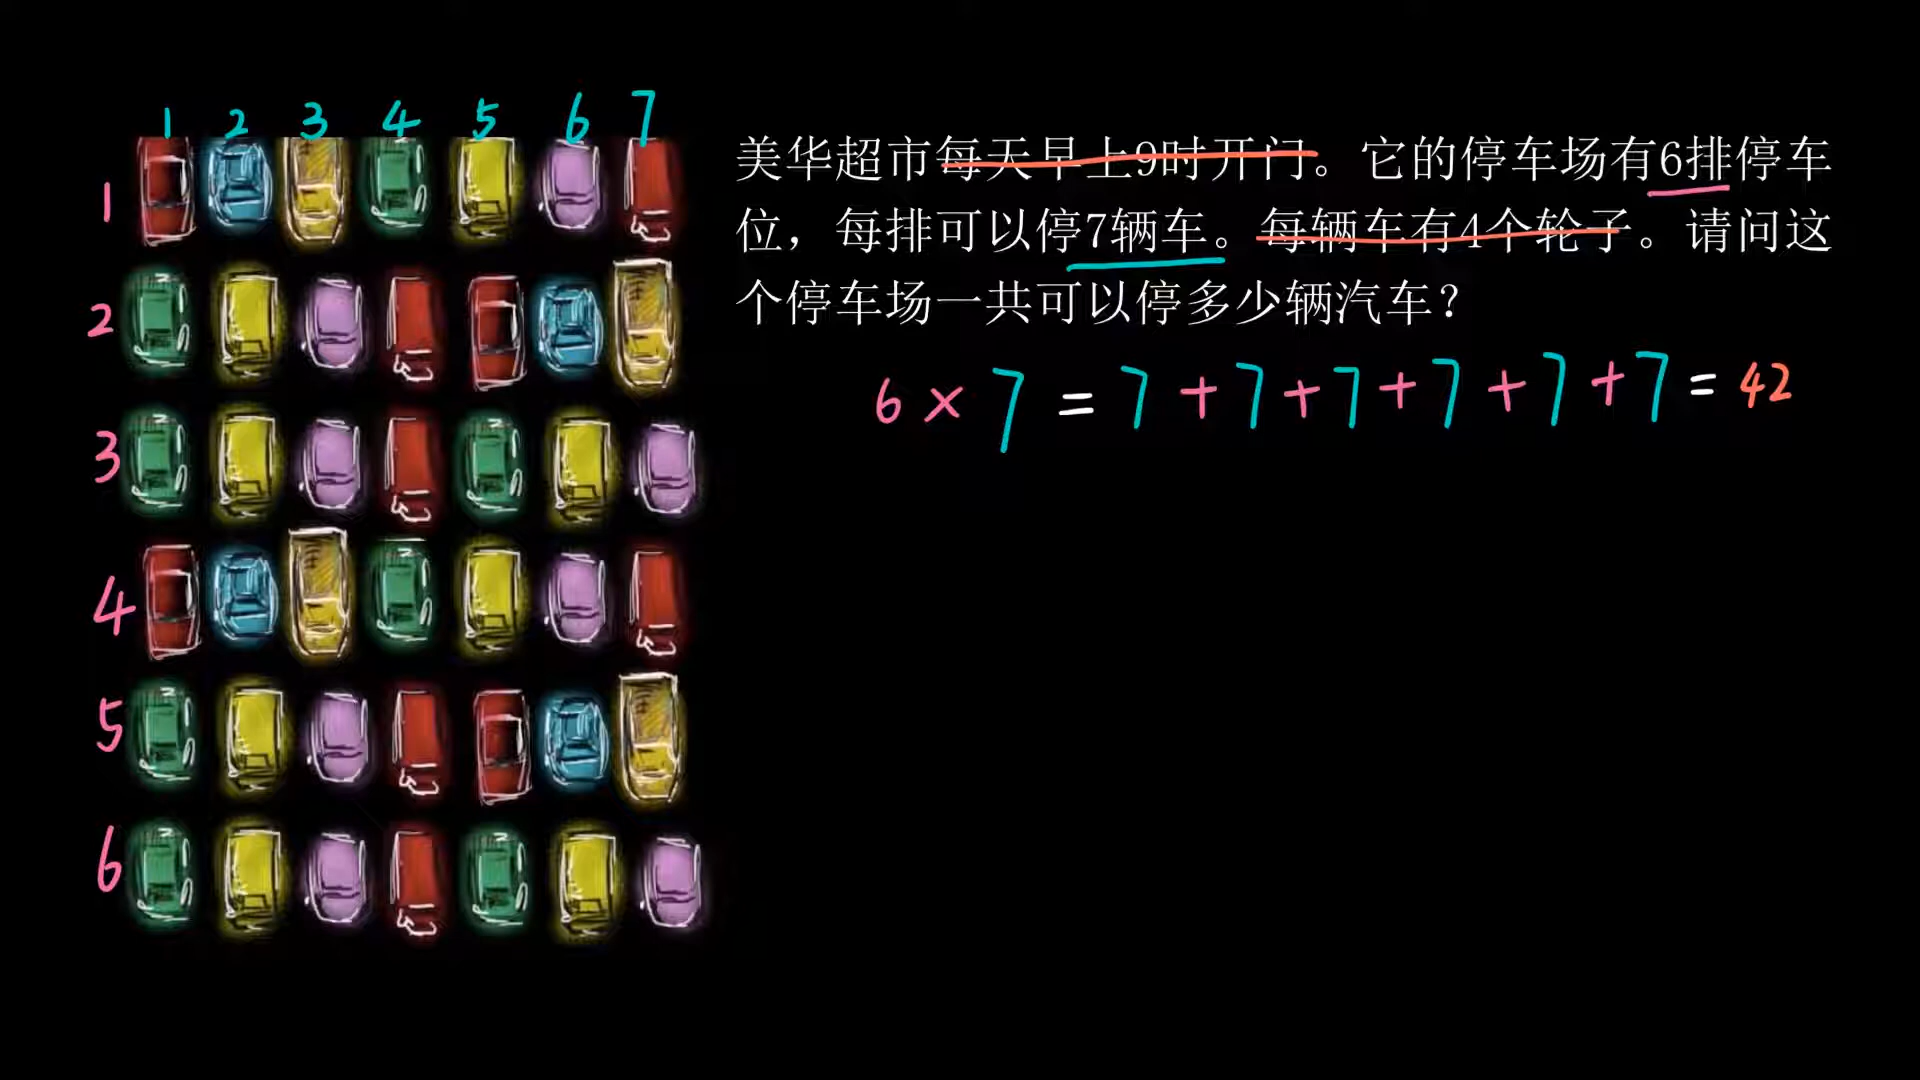 1 2 3 4 5 6 7
1
2
3
4
5
6
美华超市每天早上9时开门。它的停车场有6排停车
位，每排可以停7辆车。每辆车有4个轮子。请问这
个停车场一共可以停多少辆汽车？
6 × 7 = 7 + 7 + 7 + 7 + 7 + 7 = 42